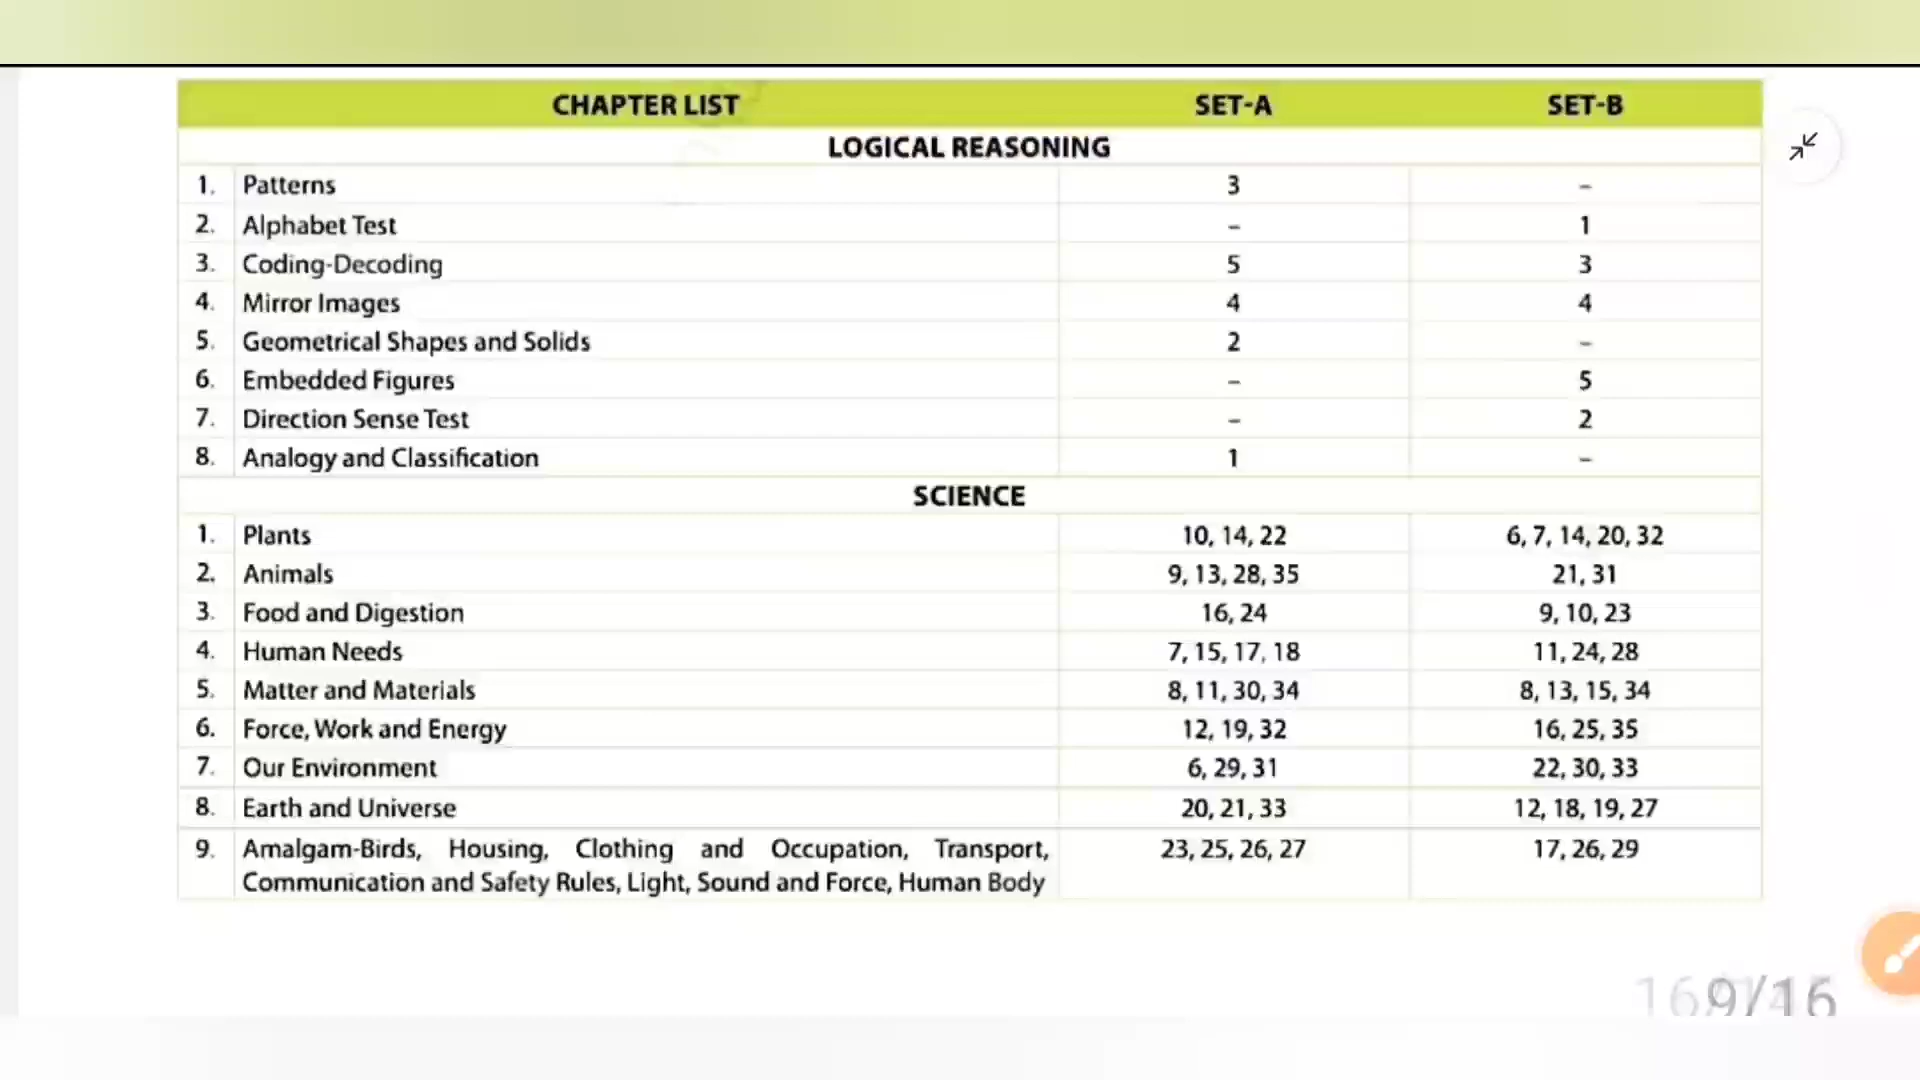 CHAPTER LIST SET-A SET-B
LOGICAL REASONING
1. Patterns 3 –
2. Alphabet Test – 1
3. Coding-Decoding 5 3
4. Mirror Images 4 4
5. Geometrical Shapes and Solids 2 –
6. Embedded Figures – 5
7. Direction Sense Test – 2
8. Analogy and Classification 1 –
SCIENCE
1. Plants 10, 14, 22 6, 7, 14, 20, 32
2. Animals 9, 13, 28, 35 21, 31
3. Food and Digestion 16, 24 9, 10, 23
4. Human Needs 7, 15, 17, 18 11, 24, 28
5. Matter and Materials 8, 11, 30, 34 8, 13, 15, 34
6. Force, Work and Energy 12, 19, 32 16, 25, 35
7. Our Environment 6, 29, 31 22, 30, 33
8. Earth and Universe 20, 21, 33 12, 18, 19, 27
9. Amalgam-Birds, Housing, Clothing and Occupation, Transport, 23, 25, 26, 27 17, 26, 29
Communication and Safety Rules, Light, Sound and Force, Human Body
9/16